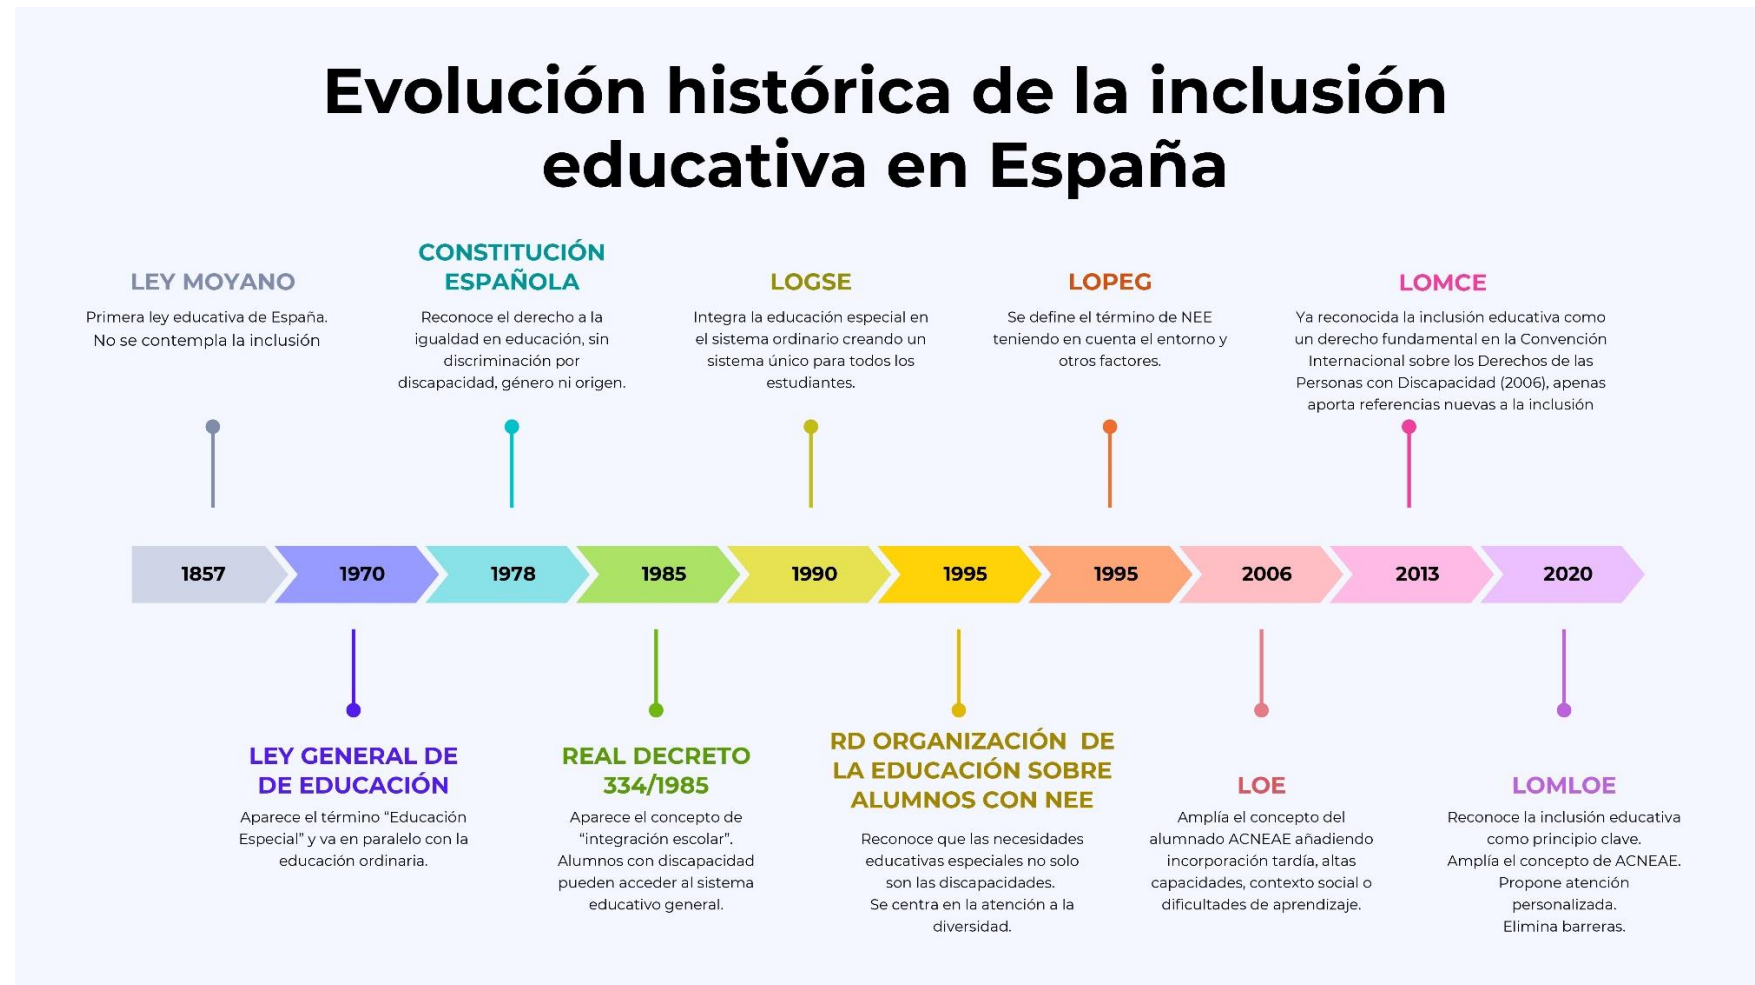 Evolución histórica de la inclusión
educativa en España
LEY MOYANO
Primera ley educativa de España.
No se contempla la inclusión
CONSTITUCIÓN
ESPAÑOLA
Reconoce el derecho a la
igualdad en educación, sin
discriminación por
discapacidad, género ni origen.
LOGSE
Integra la educación especial en
el sistema ordinario creando un
sistema único para todos los
estudiantes.
LOPEG
Se define el término de NEE
teniendo en cuenta el entorno y
otros factores.
LOMCE
Ya reconocida la inclusión educativa como
un derecho fundamental en la Convención
Internacional sobre los Derechos de las
Personas con Discapacidad (2006), apenas
aporta referencias nuevas a la inclusión
1857 1970 1978 1985 1990 1995 1995 2006 2013 2020
LEY GENERAL DE
DE EDUCACIÓN
Aparece el término “Educación
Especial” y va en paralelo con la
educación ordinaria.
REAL DECRETO
334/1985
Aparece el concepto de
“integración escolar”.
Alumnos con discapacidad
pueden acceder al sistema
educativo general.
RD ORGANIZACIÓN DE
LA EDUCACIÓN SOBRE
ALUMNOS CON NEE
Reconoce que las necesidades
educativas especiales no solo
son las discapacidades.
Se centra en la atención a la
diversidad.
LOE
Amplía el concepto del
alumnado ACNEAE añadiendo
incorporación tardía, altas
capacidades, contexto social o
dificultades de aprendizaje.
LOMLOE
Reconoce la inclusión educativa
como principio clave.
Amplía el concepto de ACNEAE.
Propone atención
personalizada.
Elimina barreras.